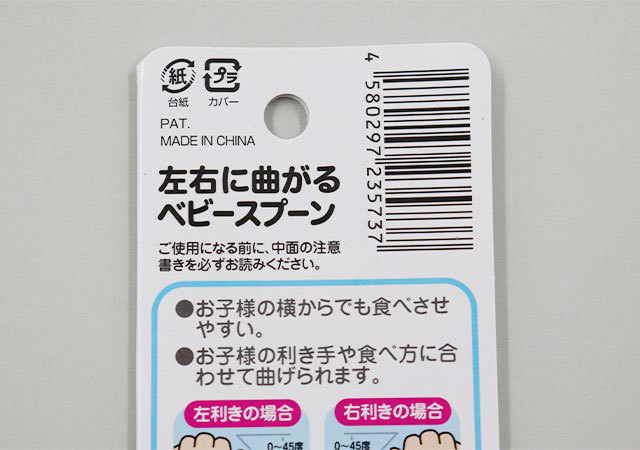 紙
プラ
台紙 カバー
PAT.
MADE IN CHINA
4 580297 235737
左右に曲がる
ベビースプーン
ご使用になる前に、中面の注意
書きを必ずお読みください。
●お子様の横からでも食べさせ
やすい。
●お子様の利き手や食べ方に合
わせて曲げられます。
左利きの場合 右利きの場合
0〜45度 0〜45度